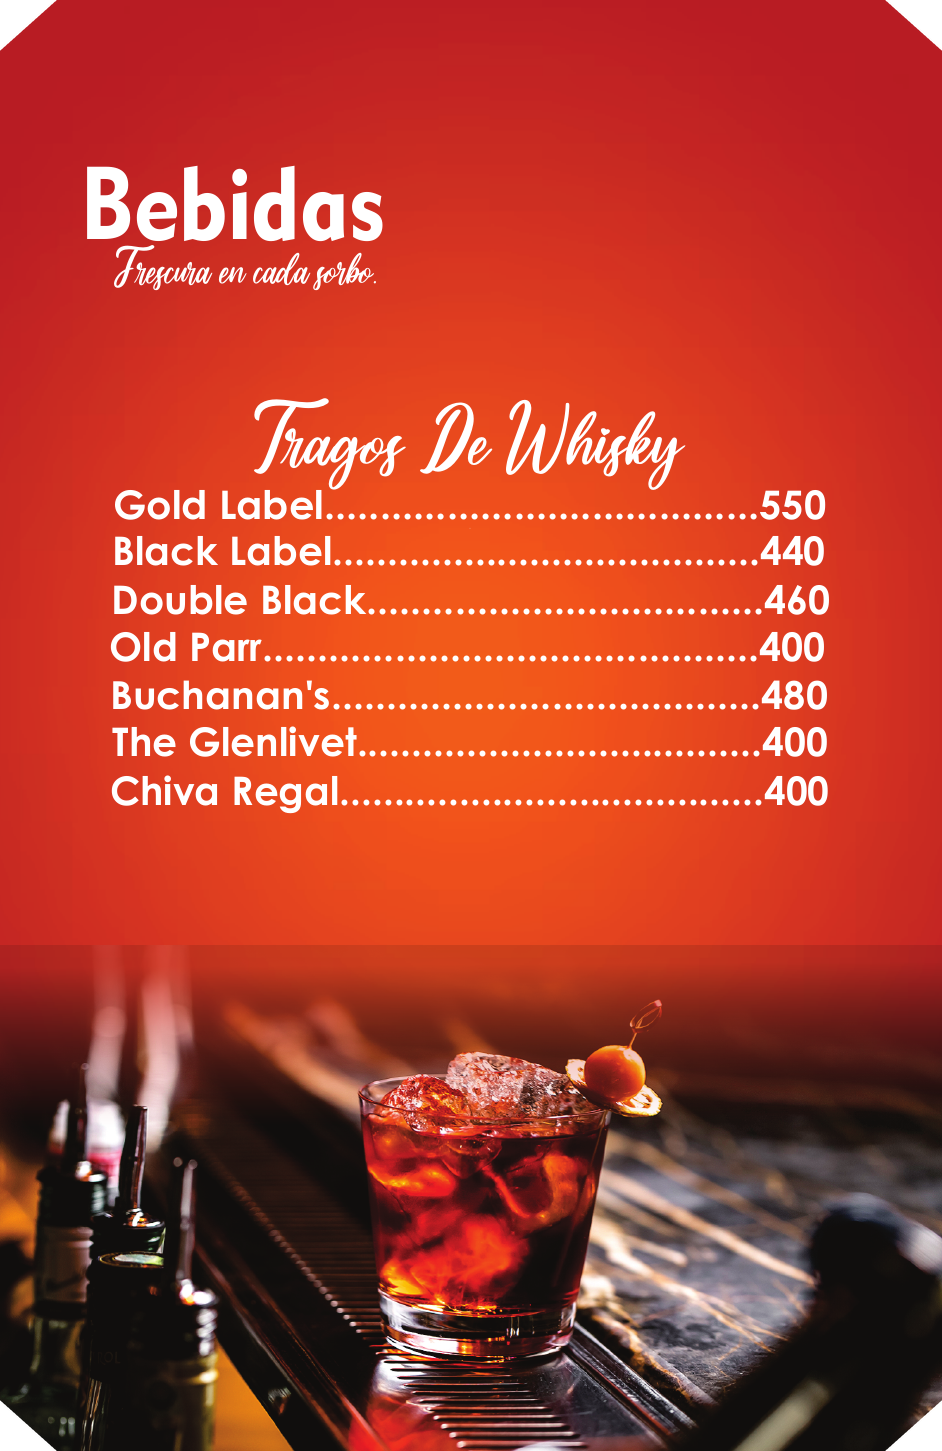 Bebidas
Frescura en cada sorbo.
Tragos De Whisky
Gold Label.......................................550
Black Label......................................440
Double Black....................................460
Old Parr.............................................400
Buchanan's.......................................480
The Glenlivet.....................................400
Chiva Regal.......................................400